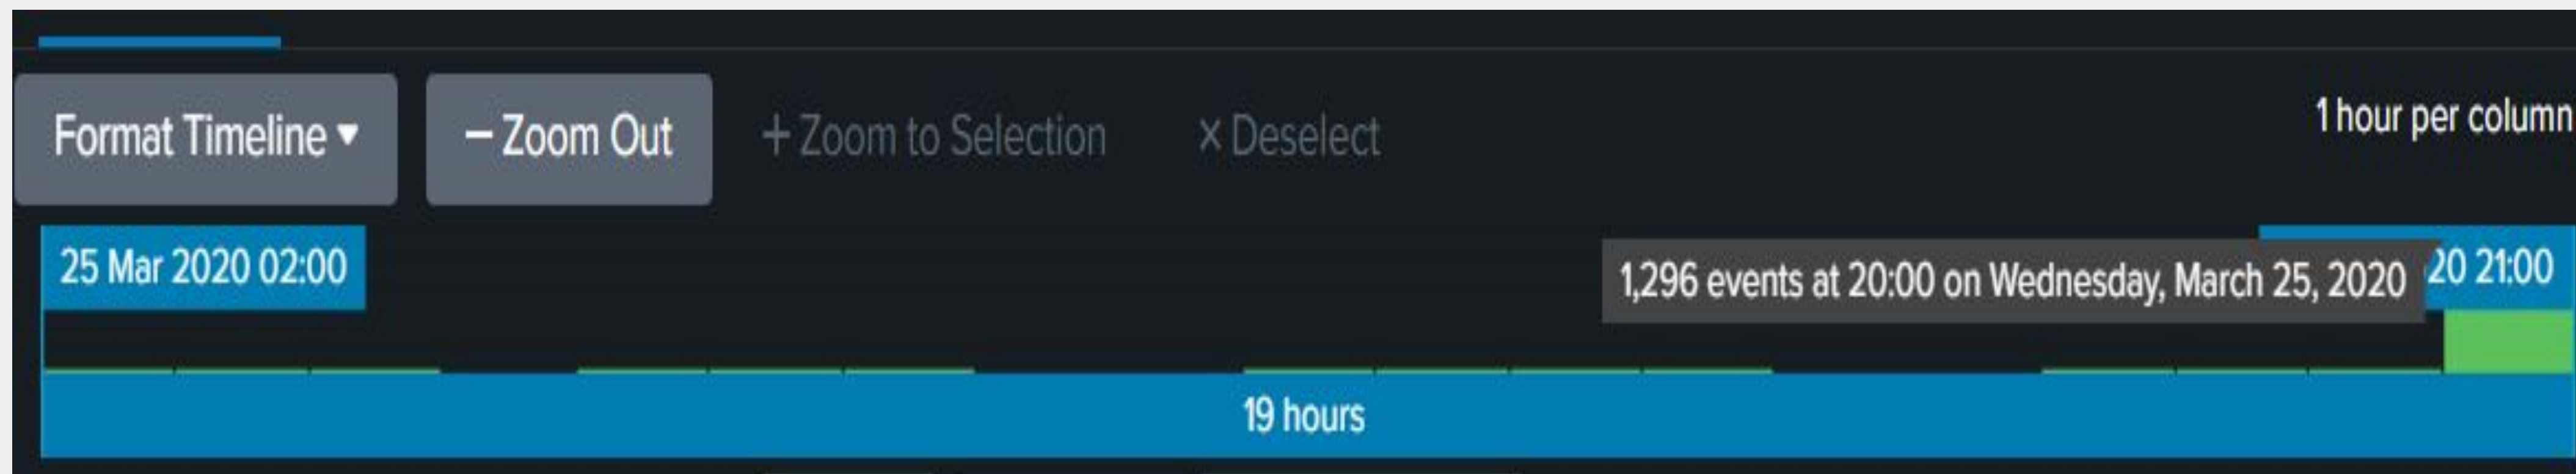 Format Timeline ▼ − Zoom Out + Zoom to Selection × Deselect 1 hour per column
25 Mar 2020 02:00 1,296 events at 20:00 on Wednesday, March 25, 2020 20 21:00
19 hours